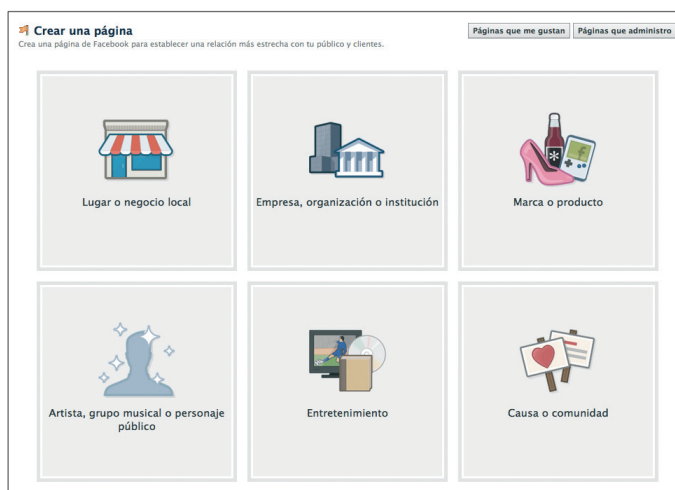 Crear una página
Páginas que me gustan
Páginas que administro
Crea una página de Facebook para establecer una relación más estrecha con tu público y clientes.
Lugar o negocio local
Empresa, organización o institución
Marca o producto
Artista, grupo musical o personaje
público
Entretenimiento
Causa o comunidad